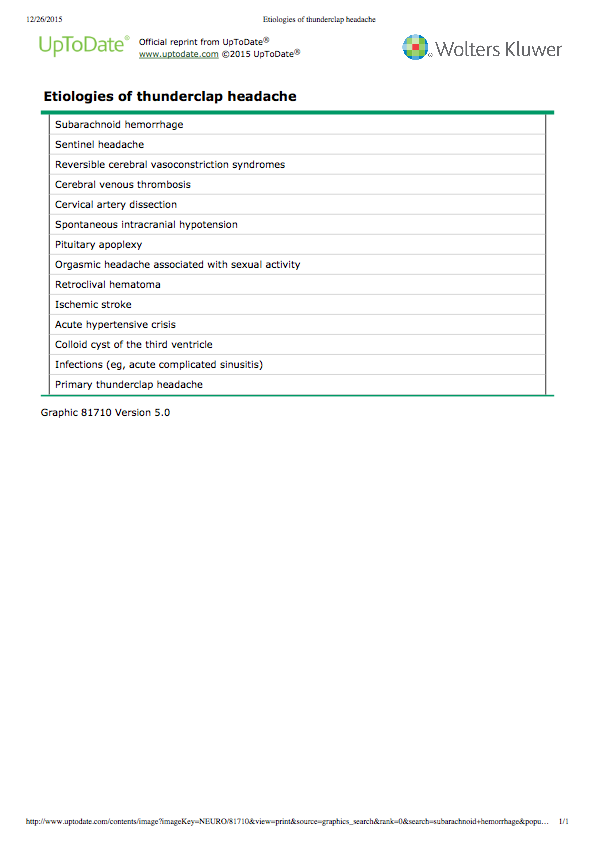 12/26/2015 Etiologies of thunderclap headache
UpToDate® Official reprint from UpToDate® Wolters Kluwer
www.uptodate.com ©2015 UpToDate®
Etiologies of thunderclap headache
Subarachnoid hemorrhage
Sentinel headache
Reversible cerebral vasoconstriction syndromes
Cerebral venous thrombosis
Cervical artery dissection
Spontaneous intracranial hypotension
Pituitary apoplexy
Orgasmic headache associated with sexual activity
Retroclival hematoma
Ischemic stroke
Acute hypertensive crisis
Colloid cyst of the third ventricle
Infections (eg, acute complicated sinusitis)
Primary thunderclap headache
Graphic 81710 Version 5.0
http://www.uptodate.com/contents/image?imageKey=NEURO/81710&view=print&source=graphics_search&rank=0&search=subarachnoid+hemorrhage&popu… 1/1